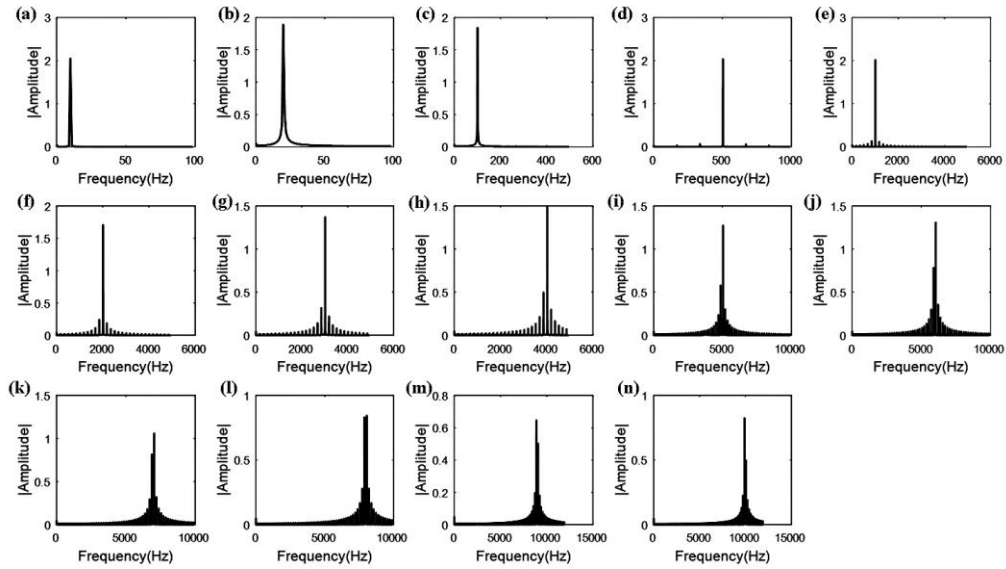 (a) (b) (c) (d) (e)
3 2 2 3 3
|Amplitude| |Amplitude| |Amplitude| |Amplitude| |Amplitude|
2 1.5 1.5 2 2
1 1 1 1 1
0.5 0.5
0 0 0 0 0
0 50 100 0 50 100 0 200 400 600 0 500 1000 0 2000 4000 6000
Frequency(Hz) Frequency(Hz) Frequency(Hz) Frequency(Hz) Frequency(Hz)
(f) (g) (h) (i) (j)
2 1.5 1.5 1.5 1.5
|Amplitude| |Amplitude| |Amplitude| |Amplitude| |Amplitude|
1.5 1 1 1 1
1
0.5 0.5 0.5 0.5 0.5
0 0 0 0 0
0 2000 4000 6000 0 2000 4000 6000 0 2000 4000 6000 0 5000 10000 0 5000 10000
Frequency(Hz) Frequency(Hz) Frequency(Hz) Frequency(Hz) Frequency(Hz)
(k) (l) (m) (n)
1.5 1 0.8 1
|Amplitude| |Amplitude| |Amplitude| |Amplitude|
1 0.6
0.5 0.5 0.4 0.5
0.2
0 0 0 0
0 5000 10000 0 5000 10000 0 5000 10000 15000 0 5000 10000 15000
Frequency(Hz) Frequency(Hz) Frequency(Hz) Frequency(Hz)